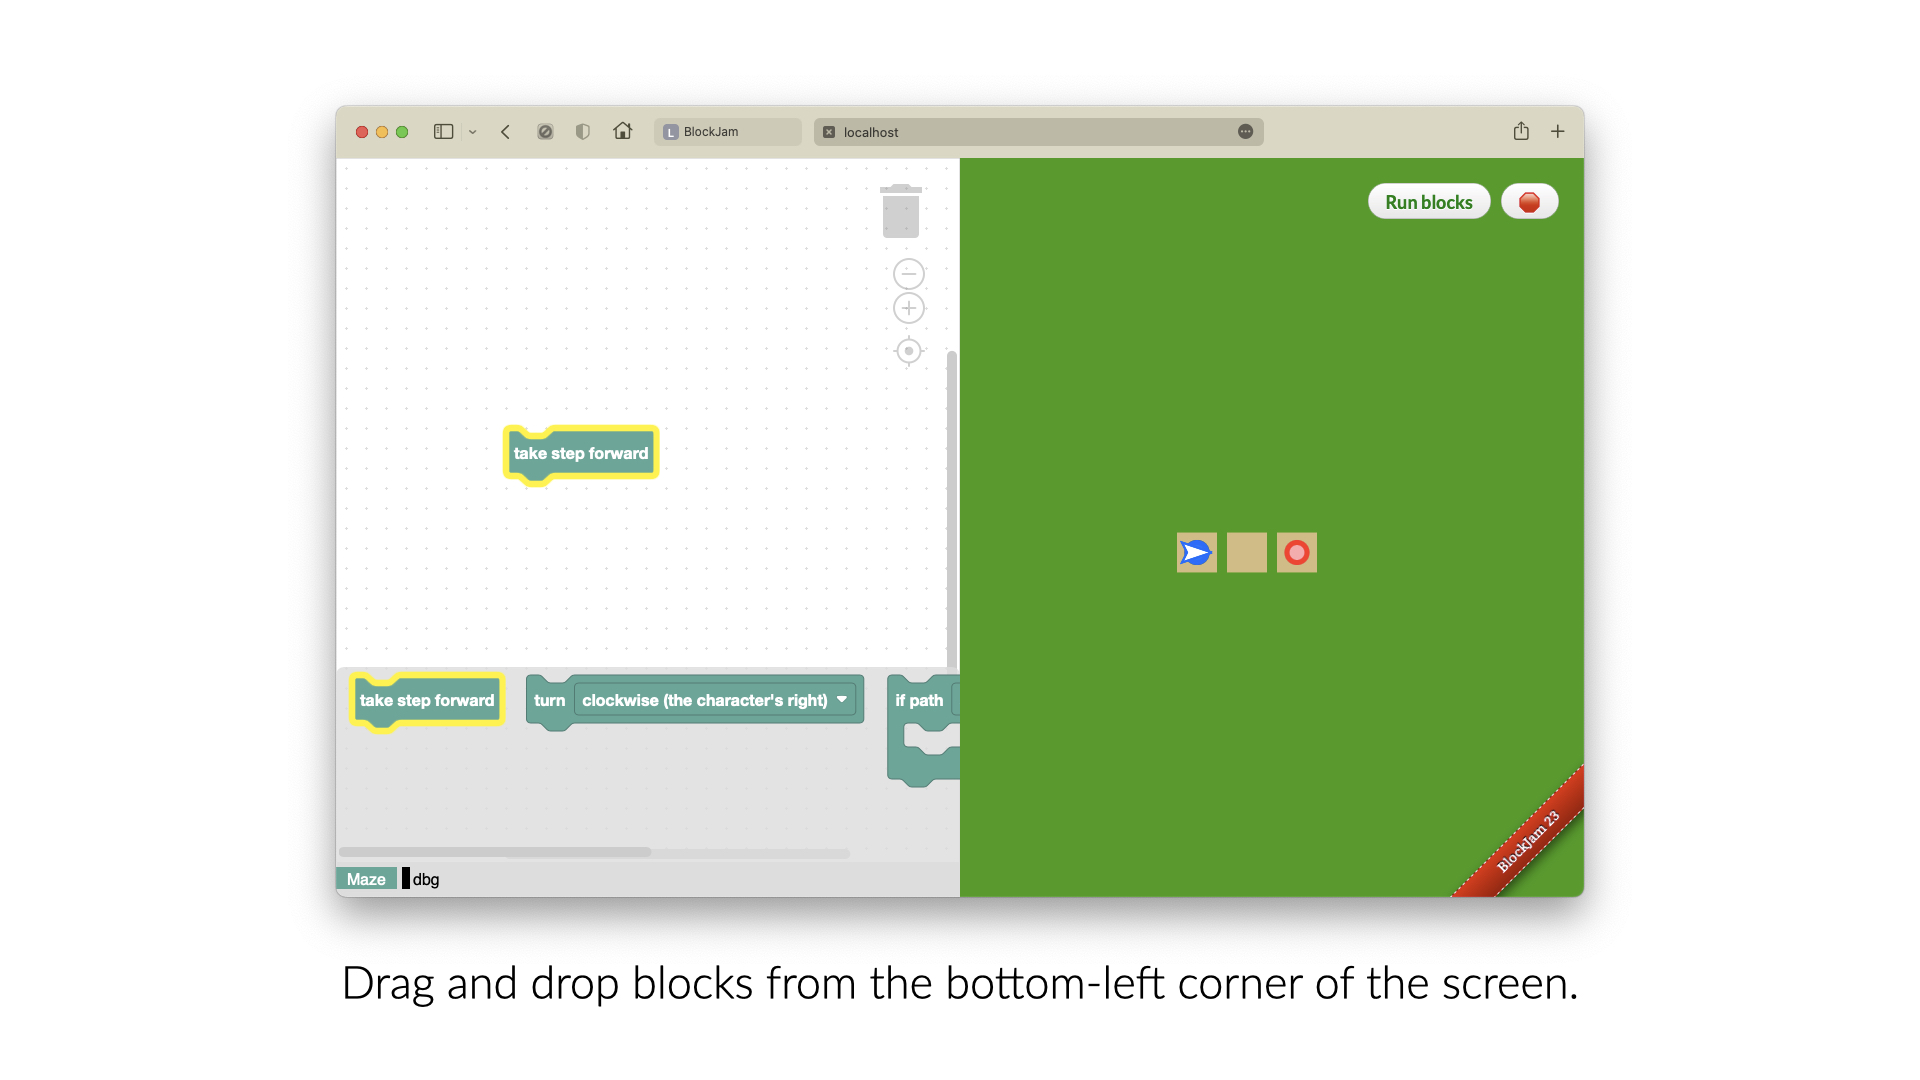 L BlockJam
localhost
Run blocks
take step forward
take step forward
turn clockwise (the character's right)
if path
Maze
dbg
BlockJam 23
Drag and drop blocks from the bottom-left corner of the screen.